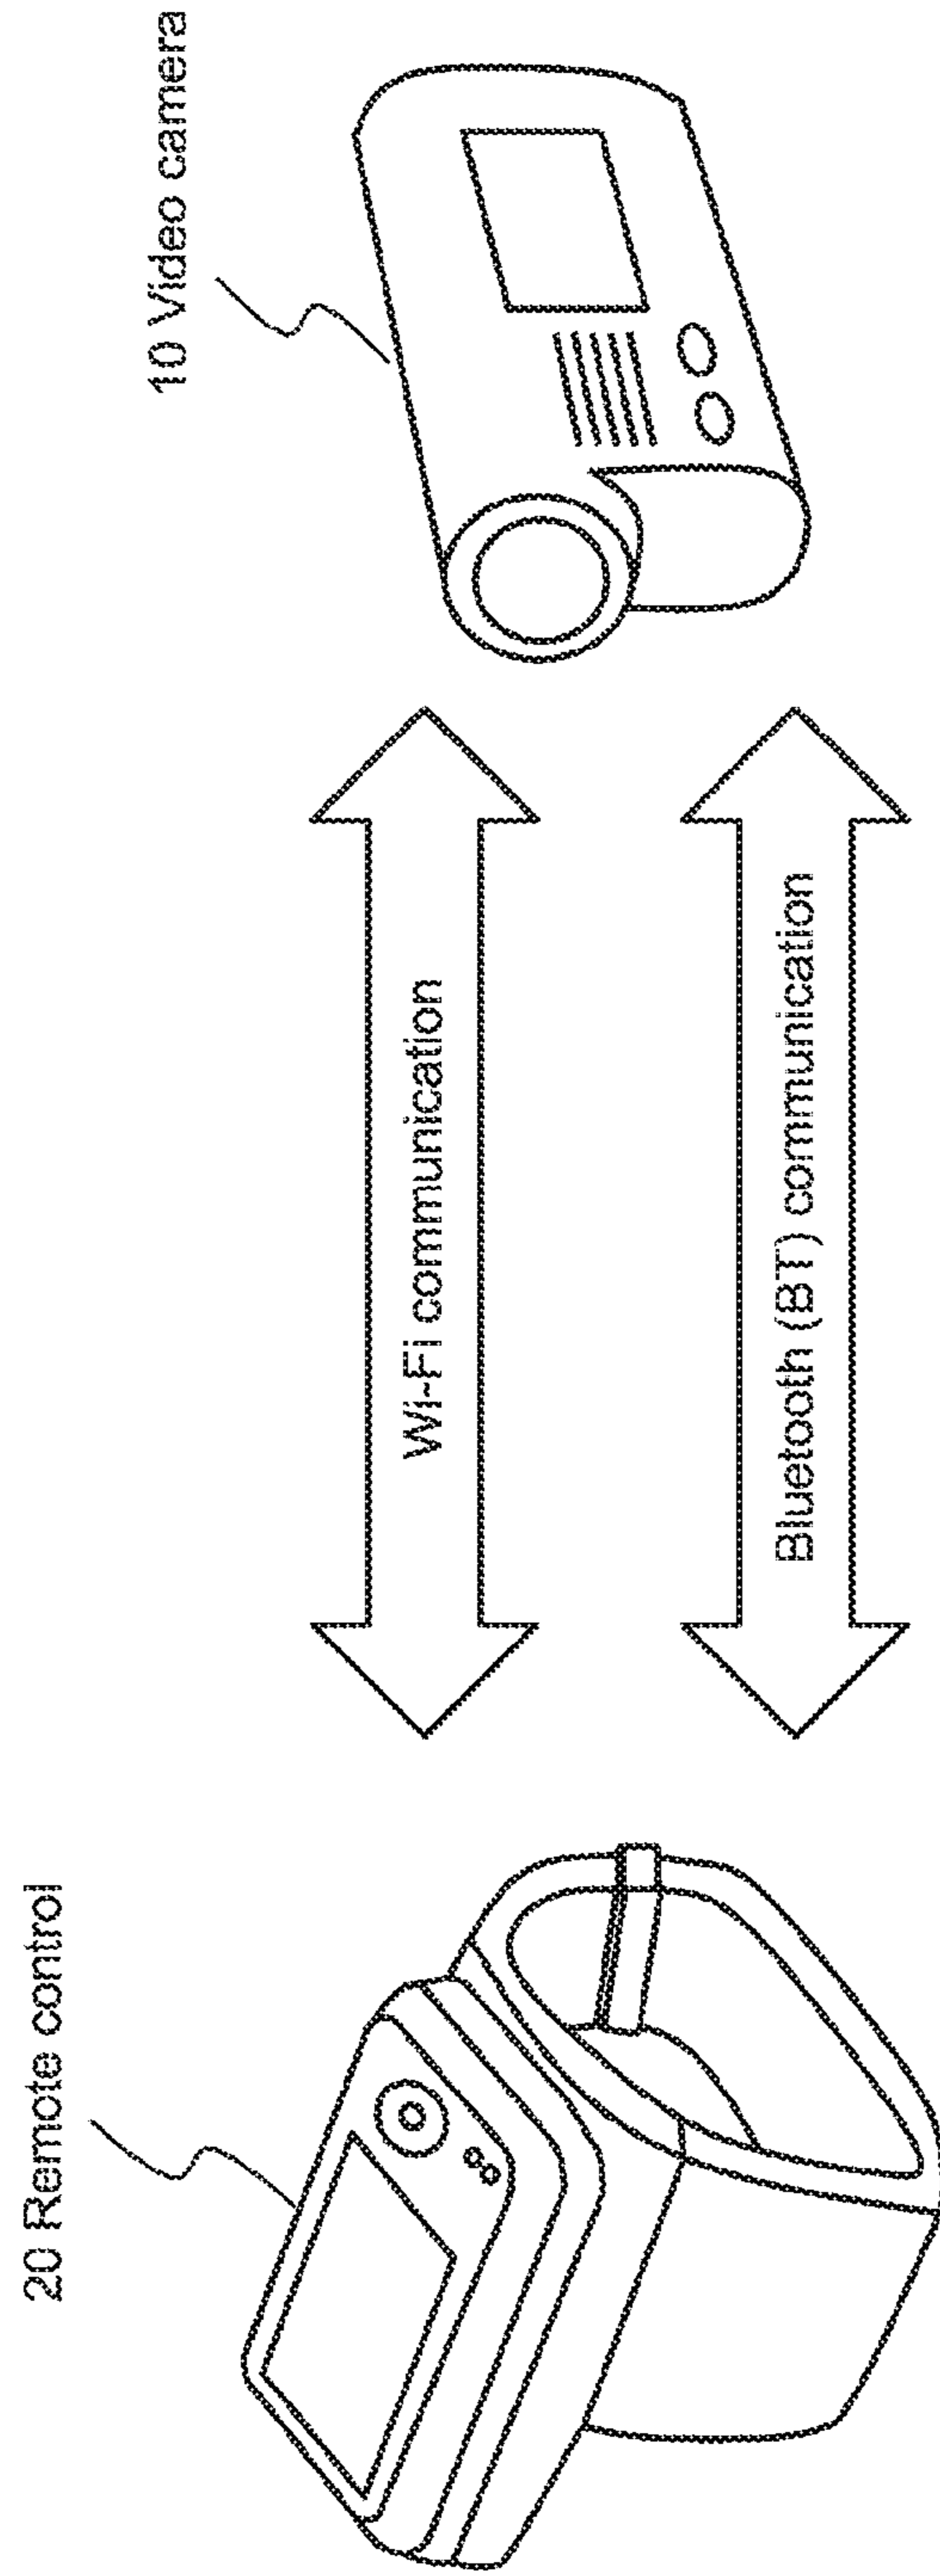 20 Remote control
10 Video camera
Wi-Fi communication
Bluetooth (BT) communication